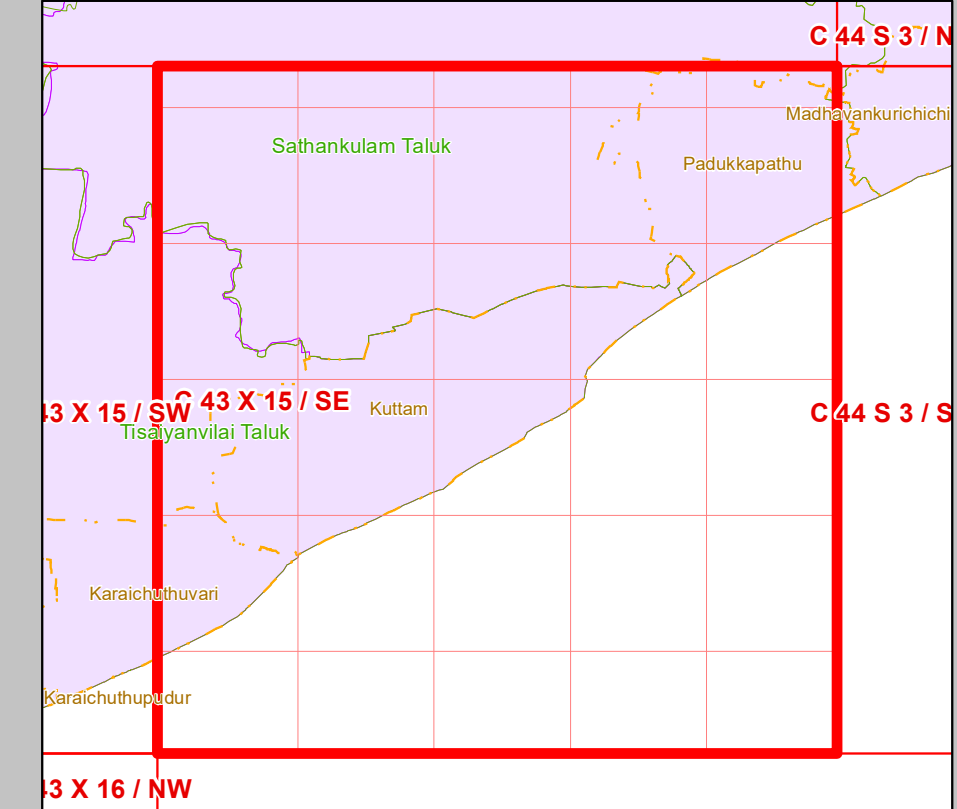 C 44 S 3 / N
Madhavankurichichi
Sathankulam Taluk
Padukkapathu
43 X 15 / SW
C 43 X 15 / SE
Kuttam
C 44 S 3 / S
Tisaiyanvilai Taluk
Karaichuthuvari
Karaichuthupudur
43 X 16 / NW